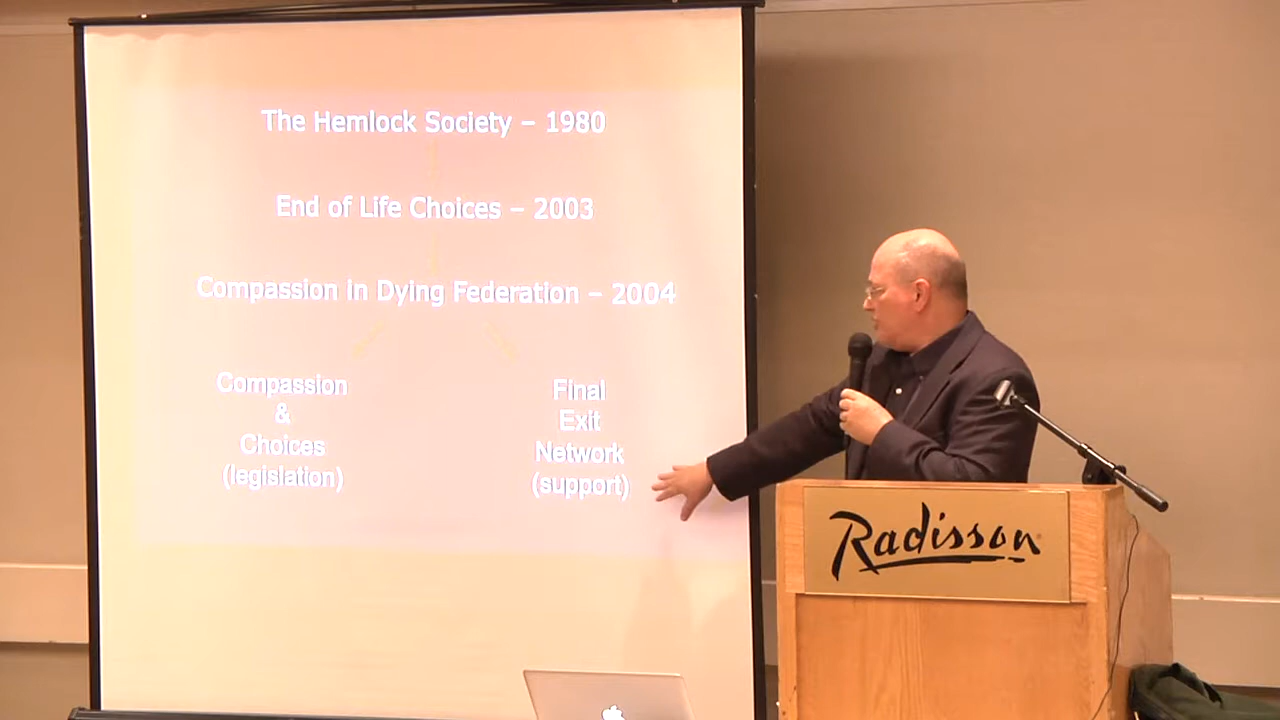 The Hemlock Society – 1980
End of Life Choices – 2003
Compassion in Dying Federation – 2004
Compassion
&
Choices
(legislation)
Final
Exit
Network
(support)
Radisson